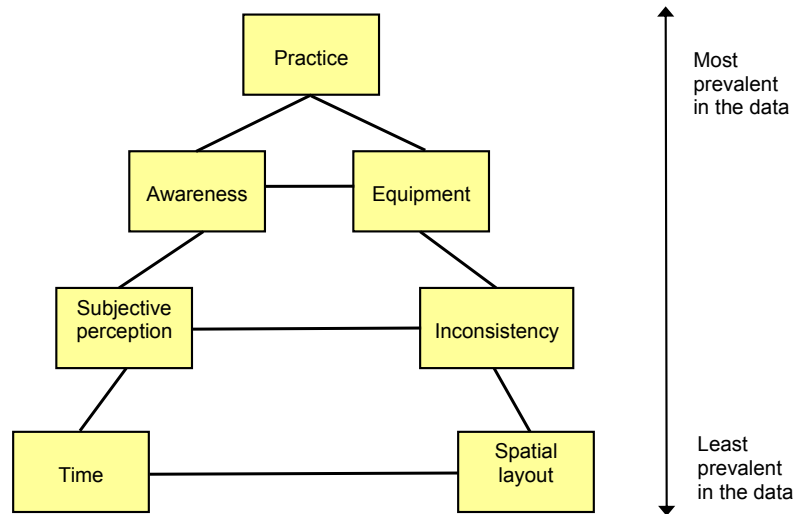 Practice
Most
prevalent
in the data
Awareness
Equipment
Subjective
perception
Inconsistency
Time
Spatial
layout
Least
prevalent
in the data